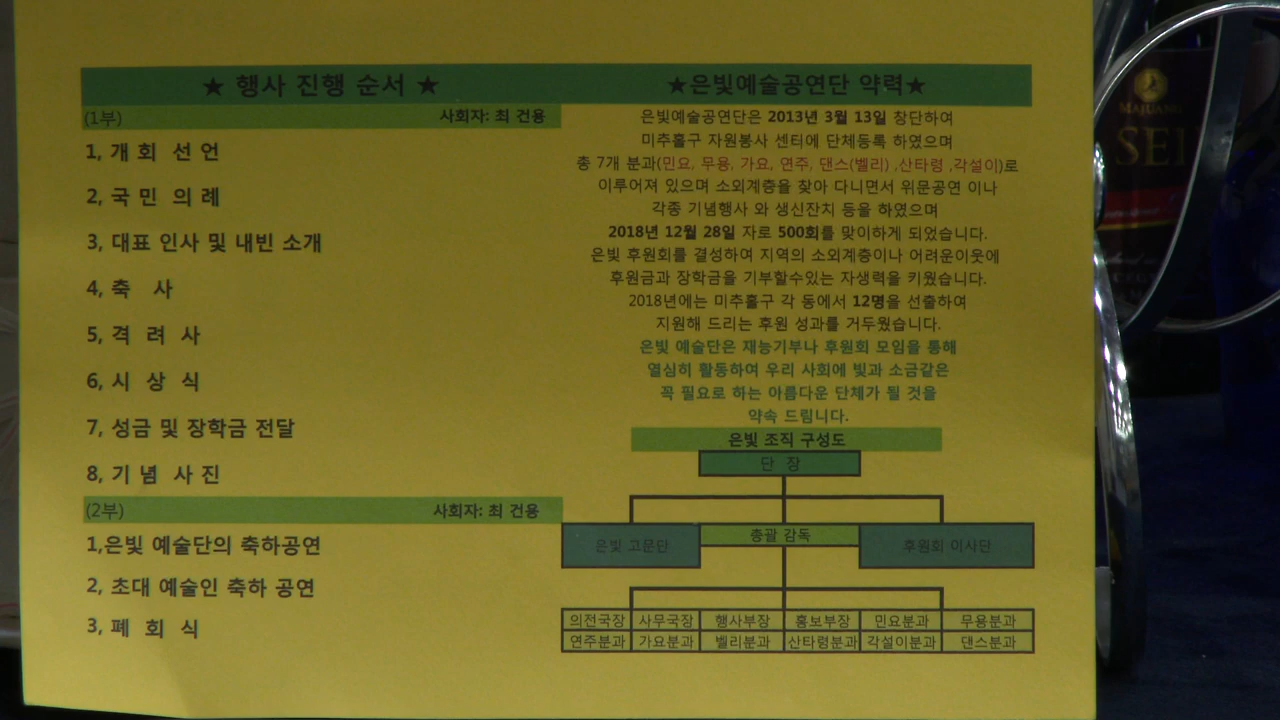 ★ 행사 진행 순서 ★
(1부) 사회자: 최 건용
1, 개 회 선 언
2, 국 민 의 례
3, 대표 인사 및 내빈 소개
4, 축 사
5, 격 려 사
6, 시 상 식
7, 성금 및 장학금 전달
8, 기 념 사 진
(2부) 사회자: 최 건용
1,은빛 예술단의 축하공연
2, 초대 예술인 축하 공연
3, 폐 회 식
★은빛예술공연단 약력★
은빛예술공연단은 2013년 3월 13일 창단하여
미추홀구 자원봉사 센터에 단체등록 하였으며
총 7개 분과(민요, 무용, 가요, 연주, 댄스(벨리) ,산타령 ,각설이)로
이루어져 있으며 소외계층을 찾아 다니면서 위문공연 이나
각종 기념행사 와 생신잔치 등을 하였으며
2018년 12월 28일 자로 500회를 맞이하게 되었습니다.
은빛 후원회를 결성하여 지역의 소외계층이나 어려운이웃에
후원금과 장학금을 기부할수있는 자생력을 키웠습니다.
2018년에는 미추홀구 각 동에서 12명을 선출하여
지원해 드리는 후원 성과를 거두웠습니다.
은빛 예술단은 재능기부나 후원회 모임을 통해
열심히 활동하여 우리 사회에 빛과 소금같은
꼭 필요로 하는 아름다운 단체가 될 것을
약속 드림니다.
은빛 조직 구성도
단 장
은빛 고문단 총괄 감독 후원회 이사단
의전국장 사무국장 행사부장 홍보부장 민요분과 무용분과
연주분과 가요분과 벨리분과 산타령분과 각설이분과 댄스분과
MAJUANG
SEI